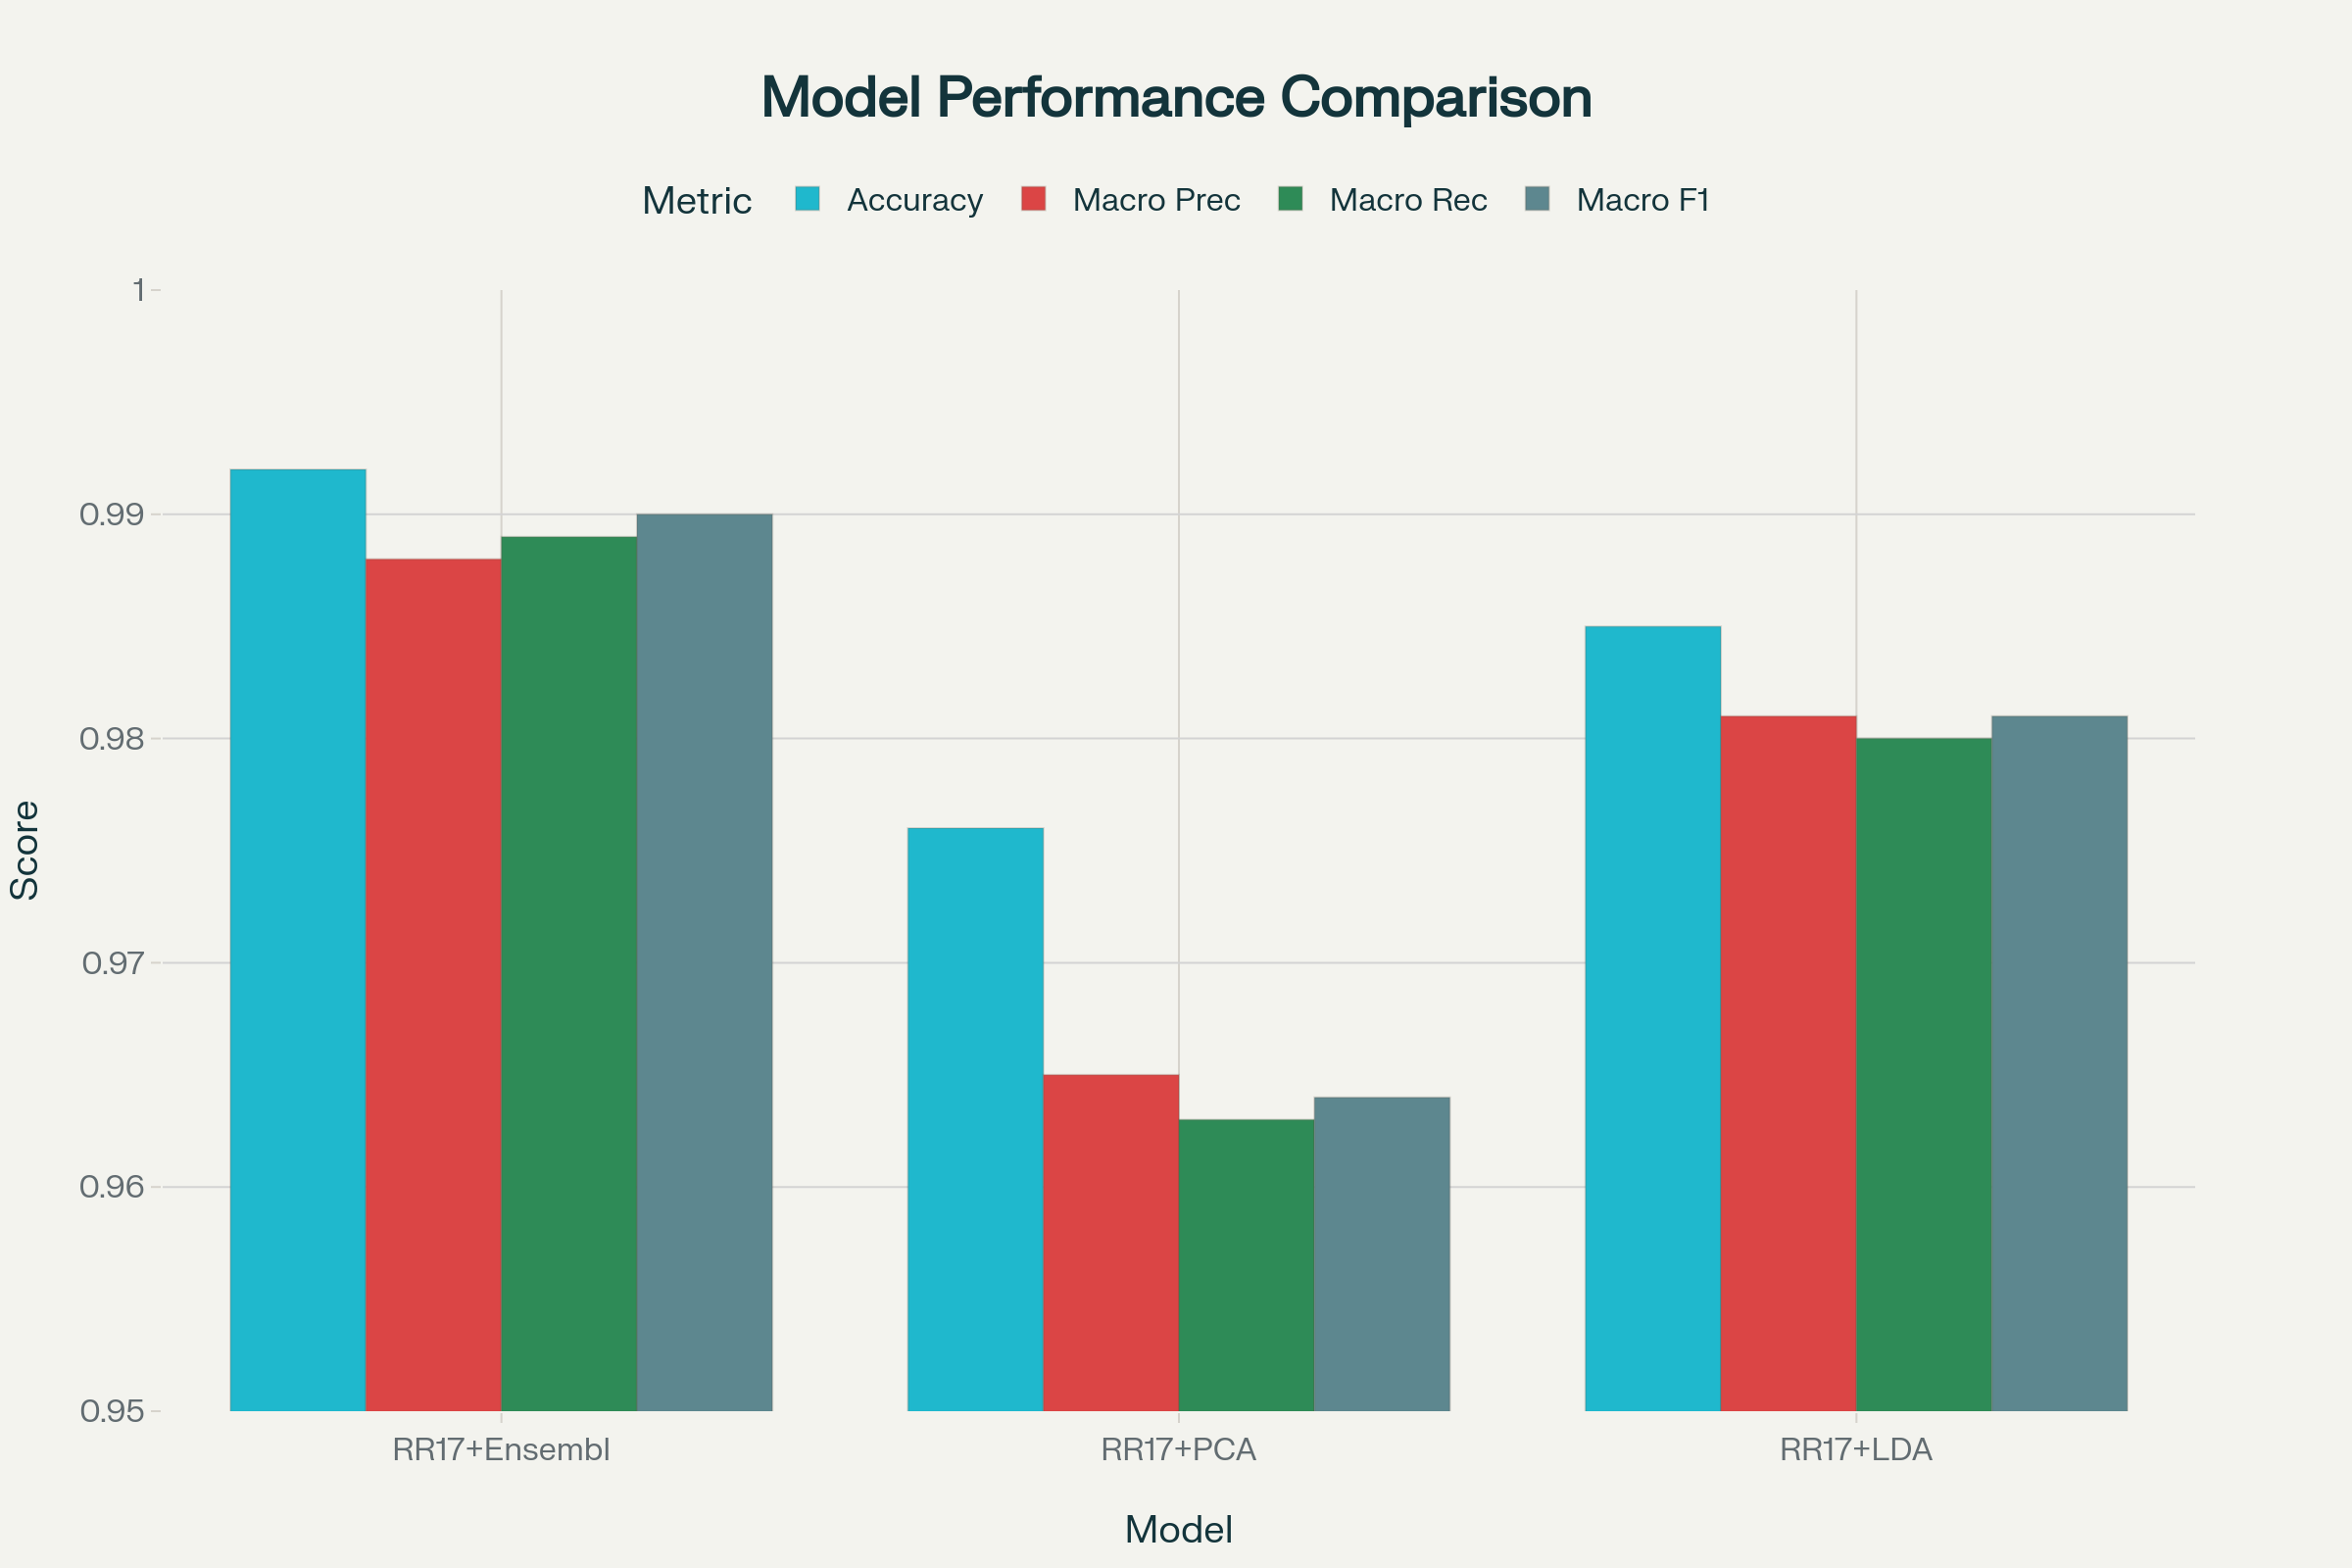 Model Performance Comparison
Metric Accuracy Macro Prec Macro Rec Macro F1
1
0.99
0.98
0.97
0.96
0.95
Score
RR17+Ensembl RR17+PCA RR17+LDA
Model